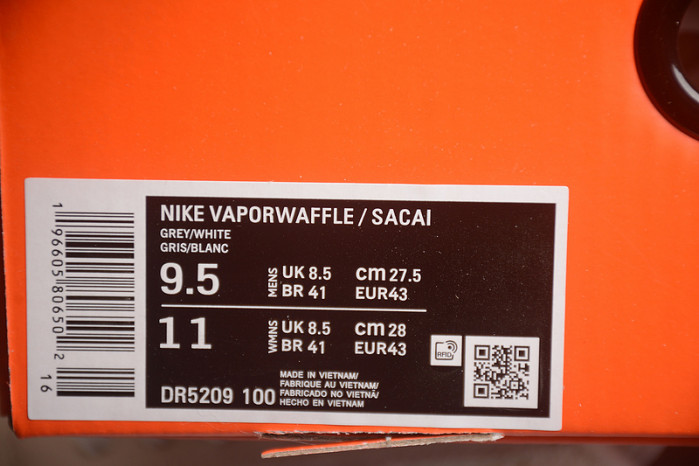 NIKE VAPORWAFFLE / SACAI
GREY/WHITE
GRIS/BLANC
9.5 MENS UK 8.5 cm 27.5
BR 41 EUR43
11 WMNS UK 8.5 cm 28
BR 41 EUR43
RFID
DR5209 100
MADE IN VIETNAM/
FABRIQUE AU VIETNAM/
FABRICADO NO VIETNÃ/
HECHO EN VIETNAM
1 96605 80650 2
16